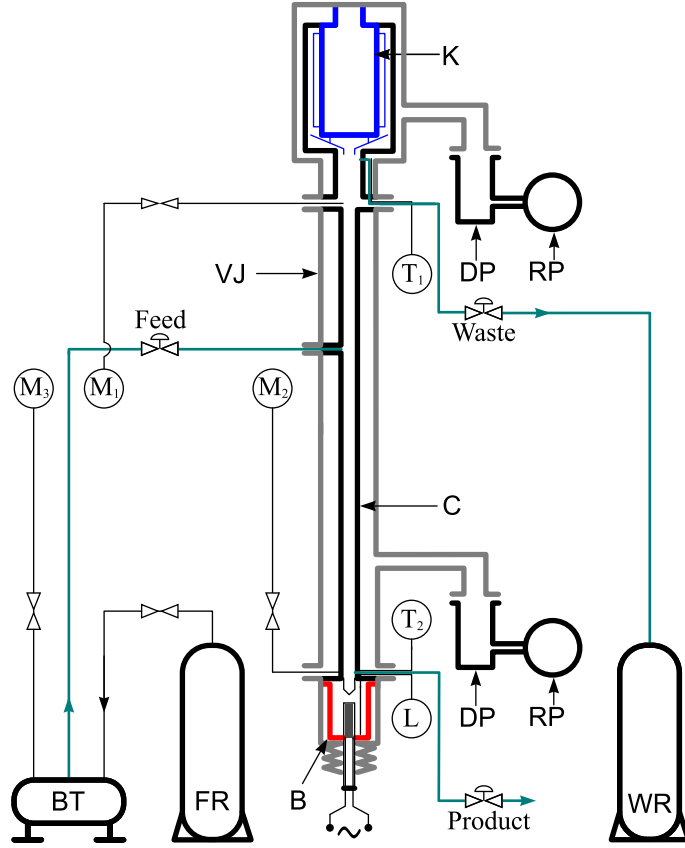 K
VJ
T₁
DP
RP
Feed
Waste
M₃
M₁
M₂
C
T₂
L
DP
RP
B
BT
FR
Product
WR
~